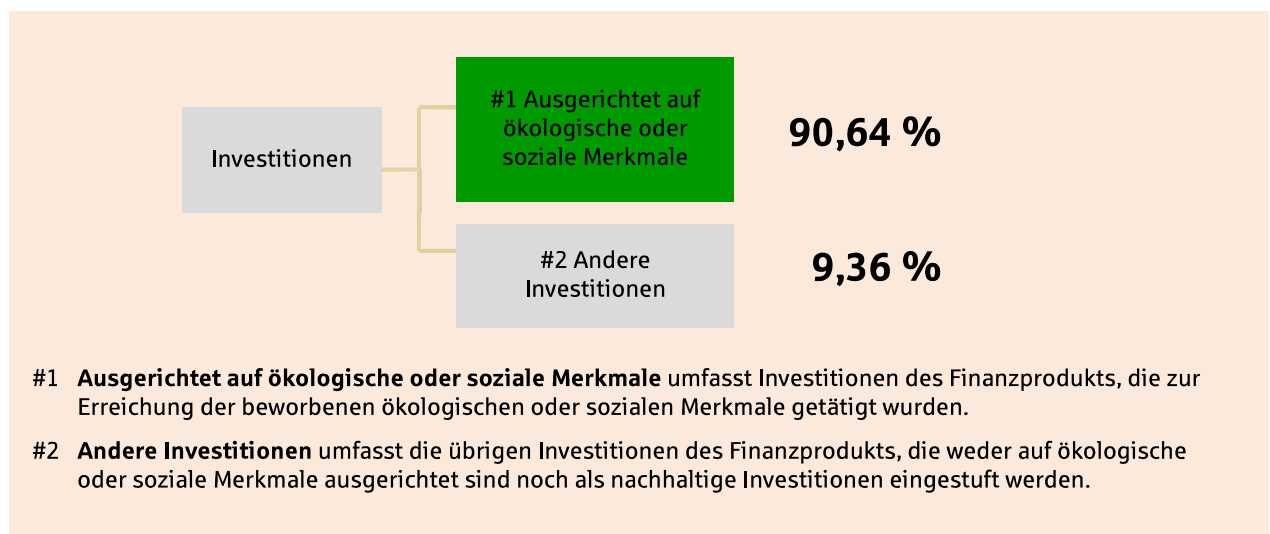 Investitionen
#1 Ausgerichtet auf
ökologische oder
soziale Merkmale
90,64 %
#2 Andere
Investitionen
9,36 %
#1 Ausgerichtet auf ökologische oder soziale Merkmale umfasst Investitionen des Finanzprodukts, die zur
Erreichung der beworbenen ökologischen oder sozialen Merkmale getätigt wurden.
#2 Andere Investitionen umfasst die übrigen Investitionen des Finanzprodukts, die weder auf ökologische
oder soziale Merkmale ausgerichtet sind noch als nachhaltige Investitionen eingestuft werden.